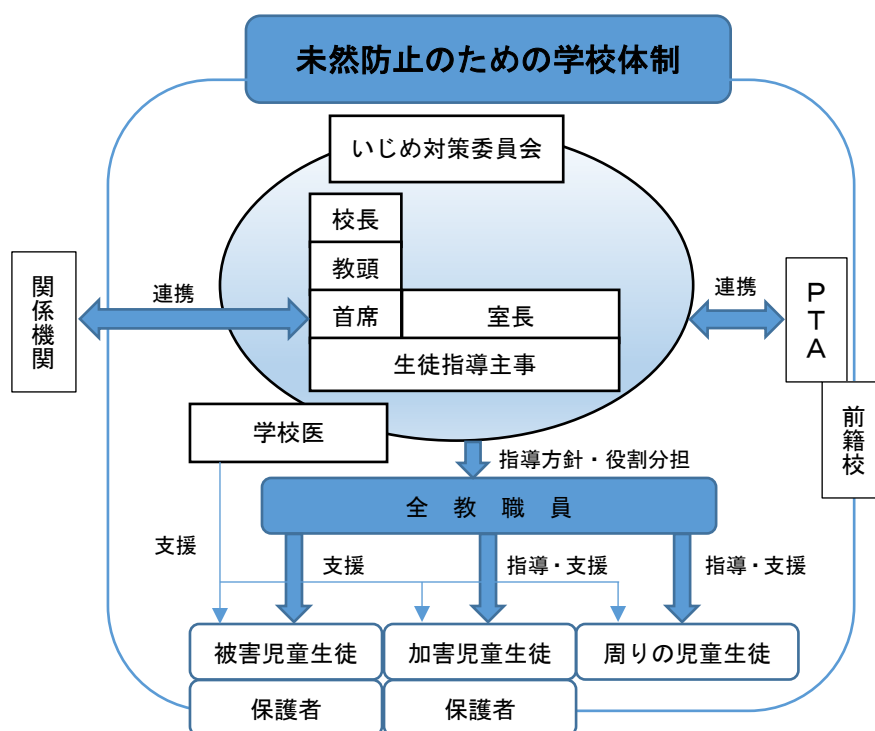 未然防止のための学校体制
いじめ対策委員会
校長
教頭
首席
室長
生徒指導主事
関係機関
連携
連携
PTA
前籍校
学校医
指導方針・役割分担
全教職員
支援
支援
指導・支援
指導・支援
被害児童生徒
加害児童生徒
周りの児童生徒
保護者
保護者